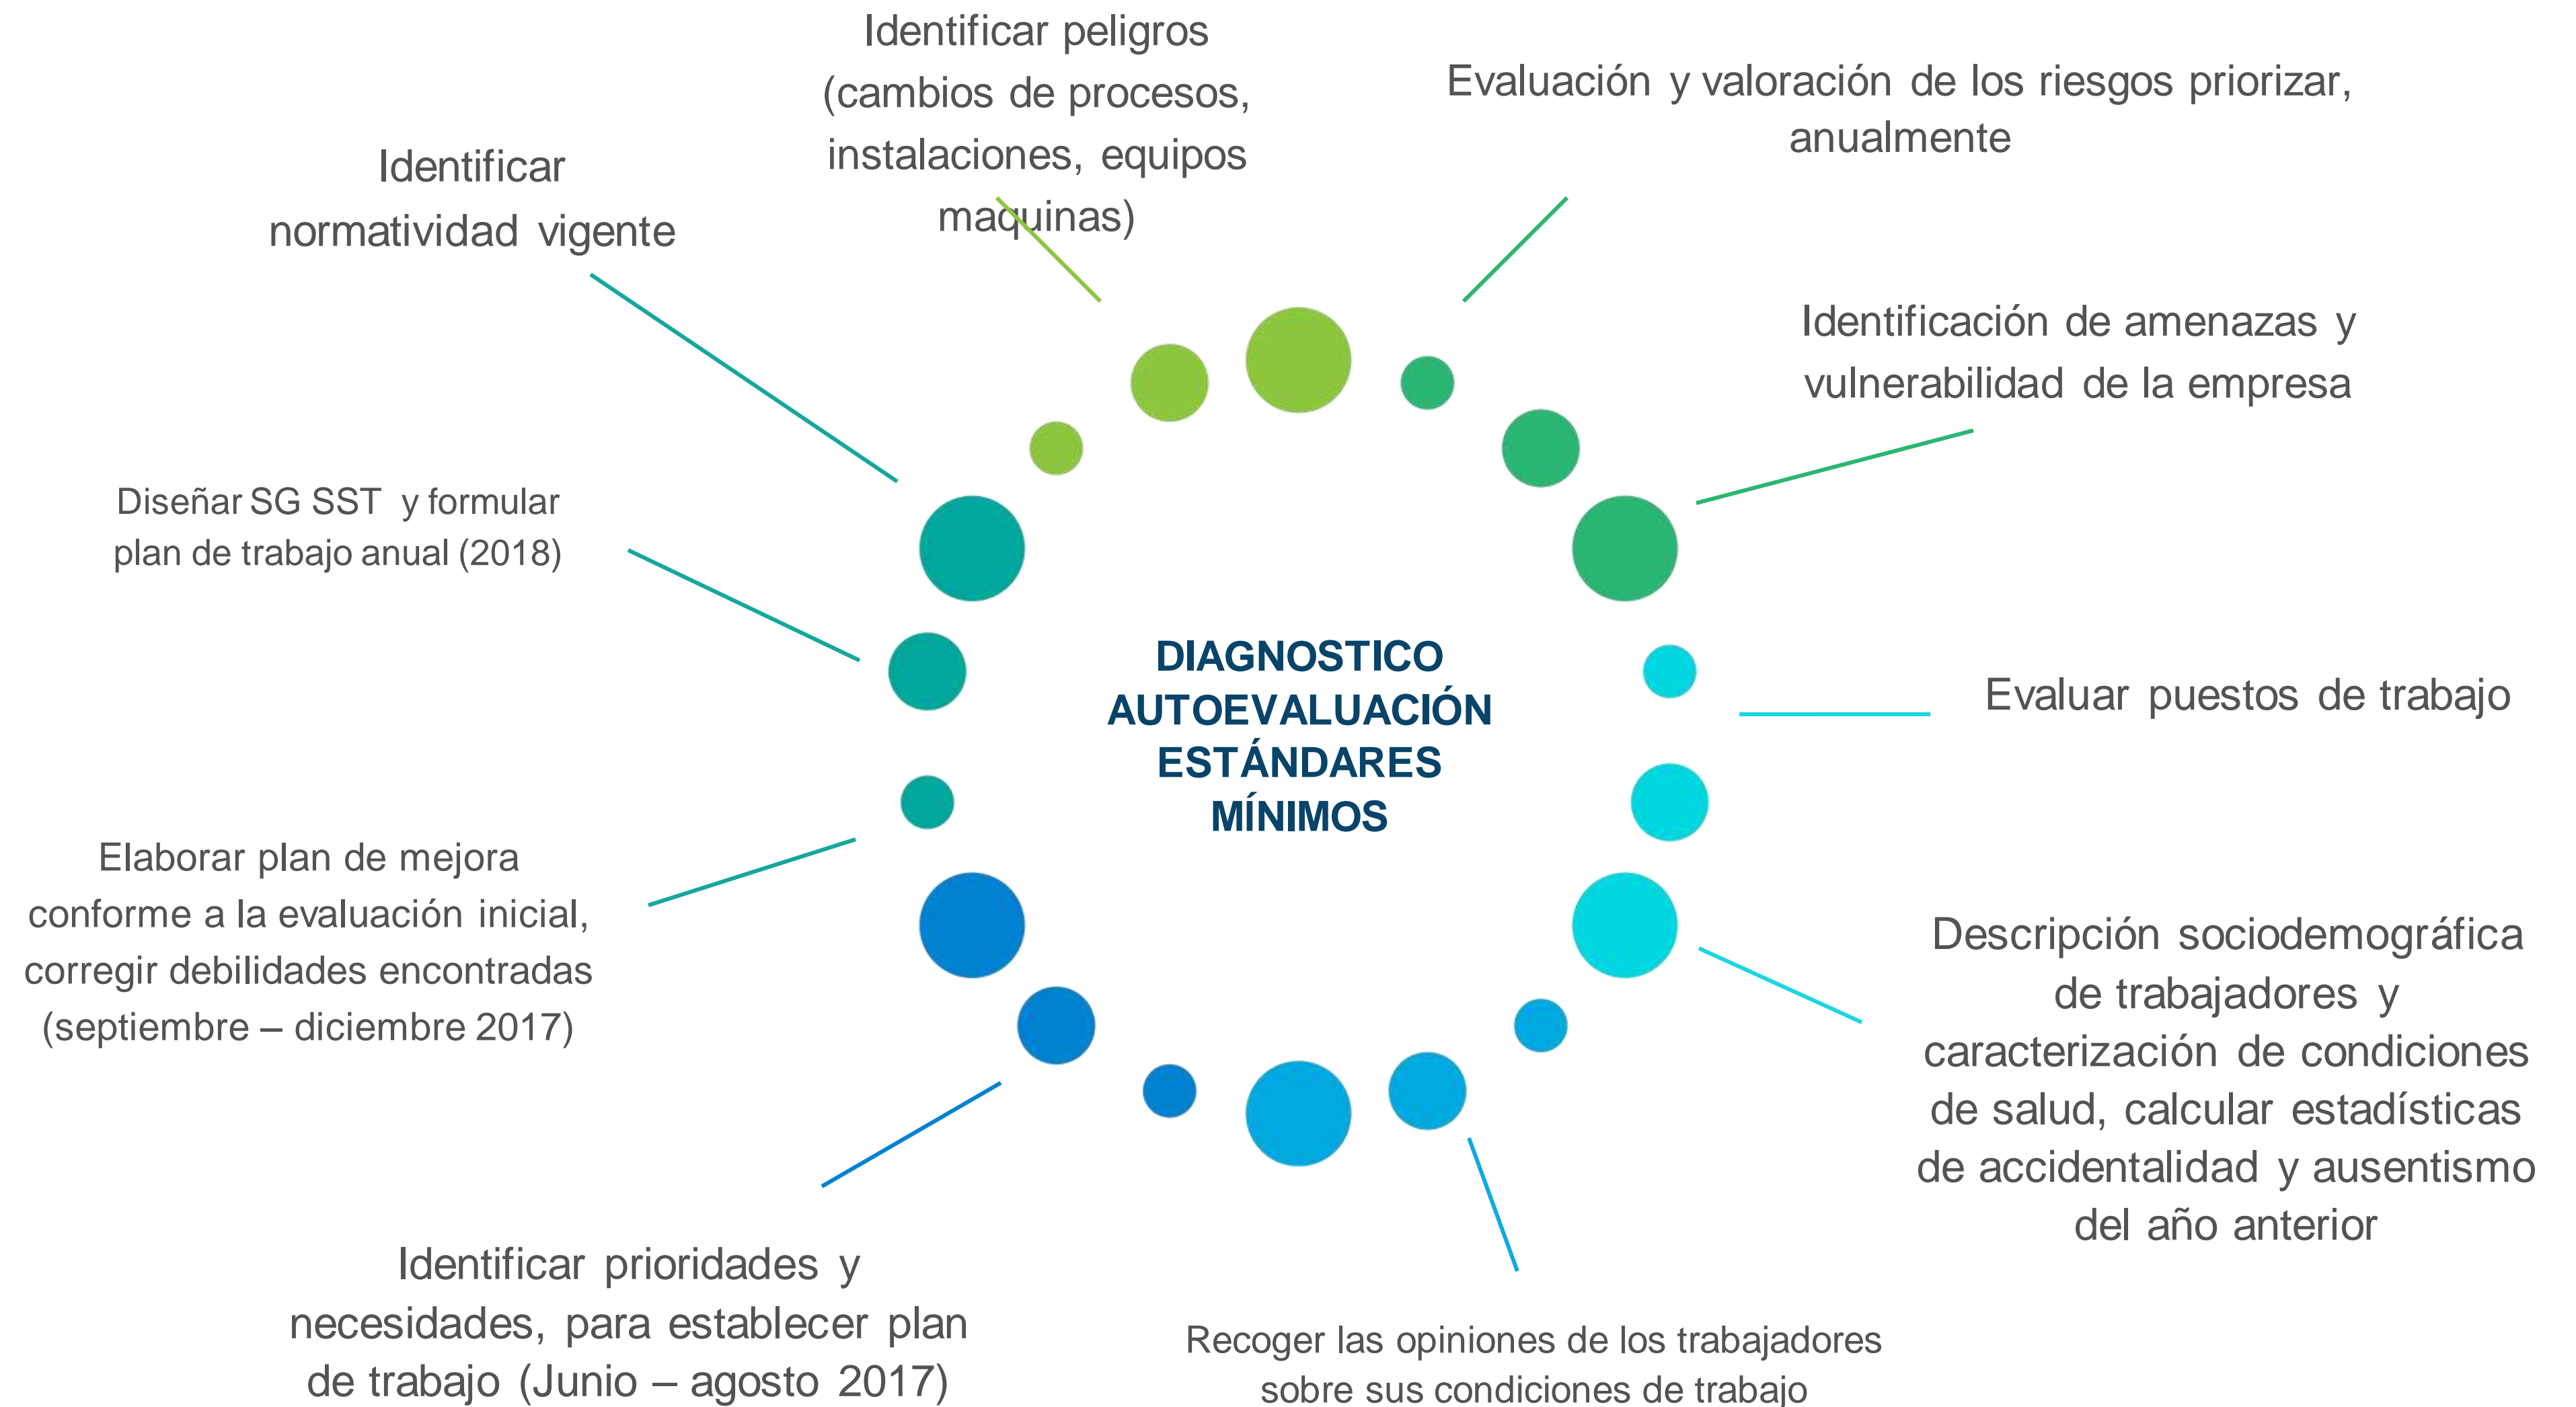 Identificar peligros
(cambios de procesos,
instalaciones, equipos
maquinas)
Evaluación y valoración de los riesgos priorizar,
anualmente
Identificar
normatividad vigente
Identificación de amenazas y
vulnerabilidad de la empresa
Diseñar SG SST y formular
plan de trabajo anual (2018)
DIAGNOSTICO
AUTOEVALUACIÓN
ESTÁNDARES
MÍNIMOS
Evaluar puestos de trabajo
Elaborar plan de mejora
conforme a la evaluación inicial,
corregir debilidades encontradas
(septiembre – diciembre 2017)
Descripción sociodemográfica
de trabajadores y
caracterización de condiciones
de salud, calcular estadísticas
de accidentalidad y ausentismo
del año anterior
Identificar prioridades y
necesidades, para establecer plan
de trabajo (Junio – agosto 2017)
Recoger las opiniones de los trabajadores
sobre sus condiciones de trabajo